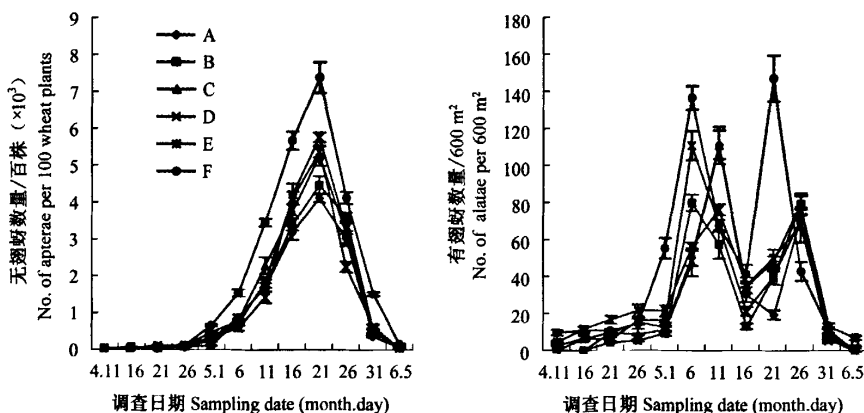 9
8
7
6
5
4
3
2
1
0
无翅蚜数量/百株（×10³）
No. of apterae per 100 wheat plants
A
B
C
D
E
F
4.11 16 21 26 5.1 6 11 16 21 26 31 6.5
调查日期 Sampling date (month.day)
180
160
140
120
100
80
60
40
20
0
有翅蚜数量/600 m²
No. of alatae per 600 m²
4.11 16 21 26 5.1 6 11 16 21 26 31 6.5
调查日期 Sampling date (month.day)